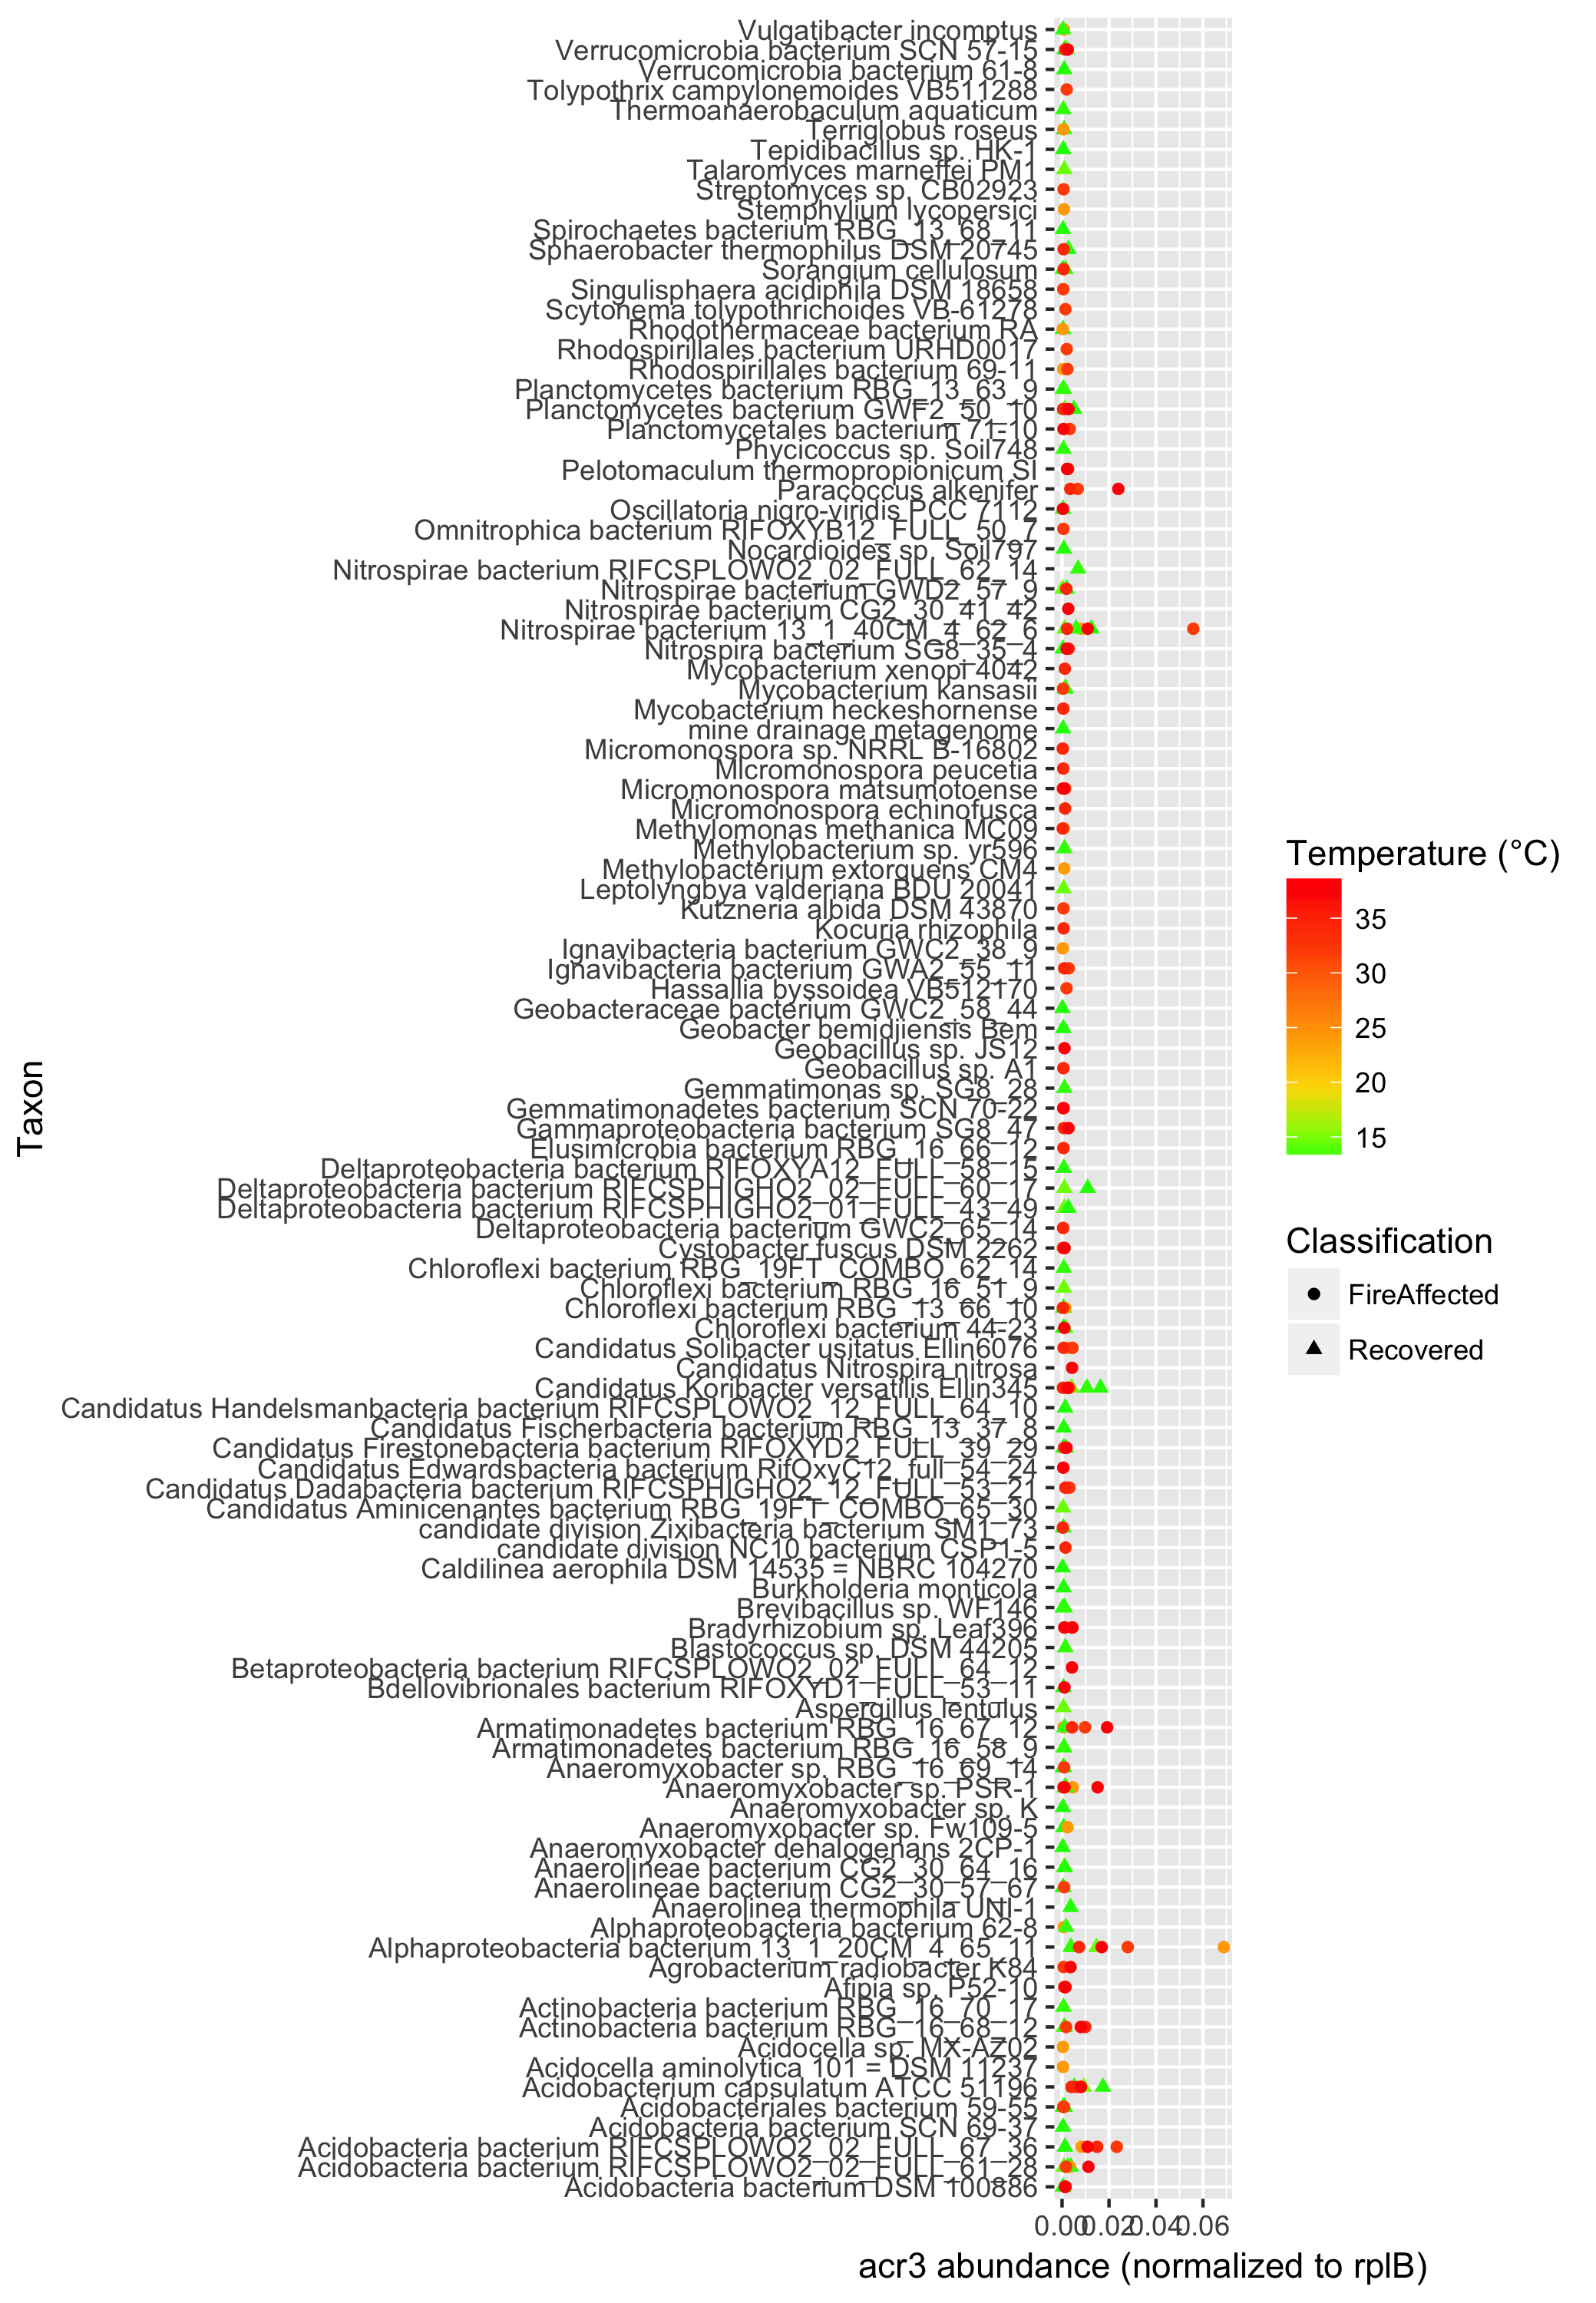 Vulgatibacter incomptus
Verrucomicrobia bacterium SCN 57-15
Verrucomicrobia bacterium 61-8
Tolypothrix campylonemoides VB511288
Thermoanaerobaculum aquaticum
Terriglobus roseus
Tepidibacillus sp. HK-1
Talaromyces marneffei PM1
Streptomyces sp. CB02923
Stemphylium lycopersici
Spirochaetes bacterium RBG_13_68_11
Sphaerobacter thermophilus DSM 20745
Sorangium cellulosum
Singulisphaera acidiphila DSM 18658
Scytonema tolypothrichoides VB-61278
Rhodothermaceae bacterium RA
Rhodospirillales bacterium URHD0017
Rhodospirillales bacterium 69-11
Planctomycetes bacterium RBG_13_63_9
Planctomycetes bacterium GWF2_50_10
Planctomycetales bacterium 71-10
Phycicoccus sp. Soil748
Pelotomaculum thermopropionicum SI
Paracoccus alkenifer
Oscillatoria nigro-viridis PCC 7112
Omnitrophica bacterium RIFOXYB12_FULL_50_7
Nocardioides sp. Soil797
Nitrospirae bacterium RIFCSPLOWO2_02_FULL_62_14
Nitrospirae bacterium GWD2_57_9
Nitrospirae bacterium CG2_30_41_42
Nitrospirae bacterium 13_1_40CM_4_62_6
Nitrospira bacterium SG8_35_4
Mycobacterium xenopi 4042
Mycobacterium kansasii
Mycobacterium heckeshornense
mine drainage metagenome
Micromonospora sp. NRRL B-16802
Micromonospora peucetia
Micromonospora matsumotoense
Micromonospora echinofusca
Methylomonas methanica MC09
Methylobacterium sp. yr596
Methylobacterium extorquens CM4
Leptolyngbya valderiana BDU 20041
Kutzneria albida DSM 43870
Kocuria rhizophila
Ignavibacteria bacterium GWC2_38_9
Ignavibacteria bacterium GWA2_55_11
Hassallia byssoidea VB512170
Geobacteraceae bacterium GWC2_58_44
Geobacter bemidjiensis Bem
Geobacillus sp. JS12
Geobacillus sp. A1
Gemmatimonas sp. SG8_28
Gemmatimonadetes bacterium SCN 70-22
Gammaproteobacteria bacterium SG8_47
Elusimicrobia bacterium RBG_16_66_12
Deltaproteobacteria bacterium RIFOXYA12_FULL_58_15
Deltaproteobacteria bacterium RIFCSPHIGHO2_02_FULL_60_17
Deltaproteobacteria bacterium RIFCSPHIGHO2_01_FULL_43_49
Deltaproteobacteria bacterium GWC2_65_14
Cystobacter fuscus DSM 2262
Chloroflexi bacterium RBG_19FT_COMBO_62_14
Chloroflexi bacterium RBG_16_51_9
Chloroflexi bacterium RBG_13_66_10
Chloroflexi bacterium 44-23
Candidatus Solibacter usitatus Ellin6076
Candidatus Nitrospira nitrosa
Candidatus Koribacter versatilis Ellin345
Candidatus Handelsmanbacteria bacterium RIFCSPLOWO2_12_FULL_64_10
Candidatus Fischerbacteria bacterium RBG_13_37_8
Candidatus Firestonebacteria bacterium RIFOXYD2_FULL_39_29
Candidatus Edwardsbacteria bacterium RifOxyC12_full_54_24
Candidatus Dadabacteria bacterium RIFCSPHIGHO2_12_FULL_53_21
Candidatus Aminicenantes bacterium RBG_19FT_COMBO_65_30
candidate division Zixibacteria bacterium SM1_73
candidate division NC10 bacterium CSP1-5
Caldilinea aerophila DSM 14535 = NBRC 104270
Burkholderia monticola
Brevibacillus sp. WF146
Bradyrhizobium sp. Leaf396
Blastococcus sp. DSM 44205
Betaproteobacteria bacterium RIFCSPLOWO2_02_FULL_64_12
Bdellovibrionales bacterium RIFOXYD1_FULL_53_11
Aspergillus lentulus
Armatimonadetes bacterium RBG_16_67_12
Armatimonadetes bacterium RBG_16_58_9
Anaeromyxobacter sp. RBG_16_69_14
Anaeromyxobacter sp. PSR-1
Anaeromyxobacter sp. K
Anaeromyxobacter sp. Fw109-5
Anaeromyxobacter dehalogenans 2CP-1
Anaerolineae bacterium CG2_30_64_16
Anaerolineae bacterium CG2_30_57_67
Anaerolinea thermophila UNI-1
Alphaproteobacteria bacterium 62-8
Alphaproteobacteria bacterium 13_1_20CM_4_65_11
Agrobacterium radiobacter K84
Afipia sp. P52-10
Actinobacteria bacterium RBG_16_70_17
Actinobacteria bacterium RBG_16_68_12
Acidocella sp. MX-AZ02
Acidocella aminolytica 101 = DSM 11237
Acidobacterium capsulatum ATCC 51196
Acidobacteriales bacterium 59-55
Acidobacteria bacterium SCN 69-37
Acidobacteria bacterium RIFCSPLOWO2_02_FULL_67_36
Acidobacteria bacterium RIFCSPLOWO2_02_FULL_61_28
Acidobacteria bacterium DSM 100886
Taxon
0.00 0.02 0.04 0.06
acr3 abundance (normalized to rplB)
Temperature (°C)
35
30
25
20
15
Classification
FireAffected
Recovered